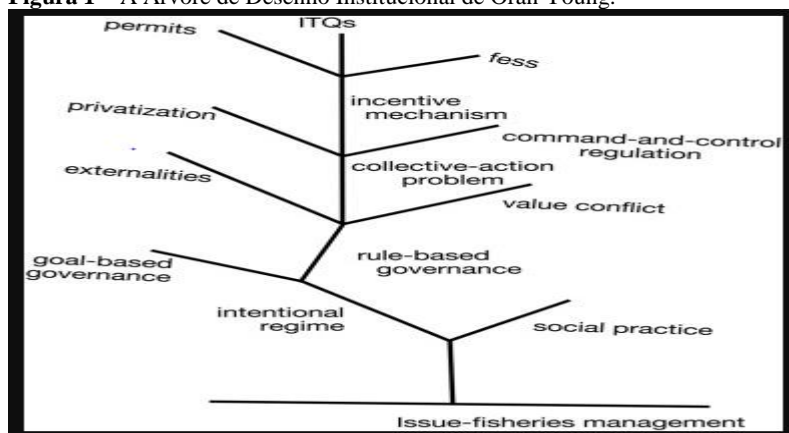 Figura 1 – A Árvore de Desenho Institucional de Oran Young.
permits
ITQs
fess
incentive
mechanism
privatization
command-and-control
regulation
collective-action
problem
externalities
value conflict
goal-based
governance
rule-based
governance
intentional
regime
social practice
Issue-fisheries management